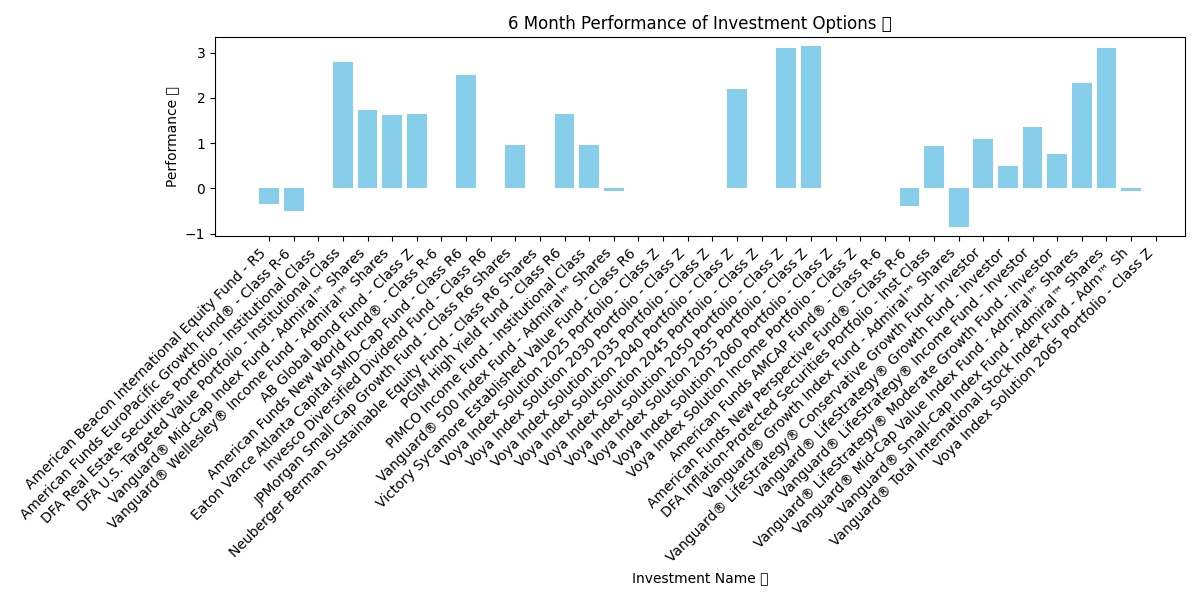 6 Month Performance of Investment Options
Performance
3
2
1
0
−1
American Beacon International Equity Fund - R5
American Funds EuroPacific Growth Fund® - Class R-6
DFA Real Estate Securities Portfolio - Institutional Class
DFA U.S. Targeted Value Portfolio - Institutional Class
Vanguard® Mid-Cap Index Fund - Admiral™ Shares
Vanguard® Wellesley® Income Fund - Admiral™ Shares
AB Global Bond Fund - Class Z
American Funds New World Fund® - Class R-6
Eaton Vance Atlanta Capital SMID-Cap Fund - Class R6
Invesco Diversified Dividend Fund - Class R6
JPMorgan Small Cap Growth Fund - Class R6 Shares
Neuberger Berman Sustainable Equity Fund - Class R6 Shares
PGIM High Yield Fund - Class R6
PIMCO Income Fund - Institutional Class
Vanguard® 500 Index Fund - Admiral™ Shares
Victory Sycamore Established Value Fund - Class R6
Voya Index Solution 2025 Portfolio - Class Z
Voya Index Solution 2030 Portfolio - Class Z
Voya Index Solution 2035 Portfolio - Class Z
Voya Index Solution 2040 Portfolio - Class Z
Voya Index Solution 2045 Portfolio - Class Z
Voya Index Solution 2050 Portfolio - Class Z
Voya Index Solution 2055 Portfolio - Class Z
Voya Index Solution 2060 Portfolio - Class Z
Voya Index Solution Income Portfolio - Class Z
American Funds AMCAP Fund® - Class R-6
American Funds New Perspective Fund® - Class R-6
DFA Inflation-Protected Securities Portfolio - Inst Class
Vanguard® Growth Index Fund - Admiral™ Shares
Vanguard® LifeStrategy® Conservative Growth Fund- Investor
Vanguard® LifeStrategy® Growth Fund - Investor
Vanguard® LifeStrategy® Income Fund - Investor
Vanguard® LifeStrategy® Moderate Growth Fund - Investor
Vanguard® Mid-Cap Value Index Fund - Admiral™ Shares
Vanguard® Small-Cap Index Fund - Admiral™ Shares
Vanguard® Total International Stock Index Fund - Adm™ Sh
Voya Index Solution 2065 Portfolio - Class Z
Investment Name